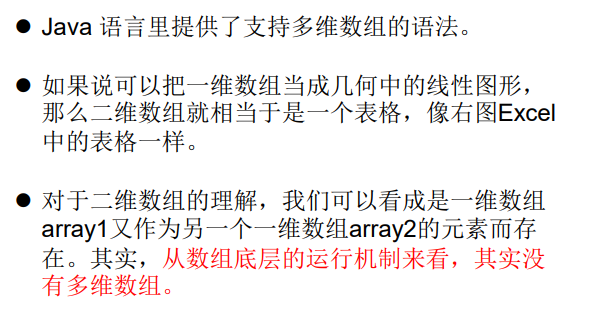 ● Java 语言里提供了支持多维数组的语法。
● 如果说可以把一维数组当成几何中的线性图形，
那么二维数组就相当于是一个表格，像右图Excel
中的表格一样。
● 对于二维数组的理解，我们可以看成是一维数组
array1又作为另一个一维数组array2的元素而存
在。其实，从数组底层的运行机制来看，其实没
有多维数组。